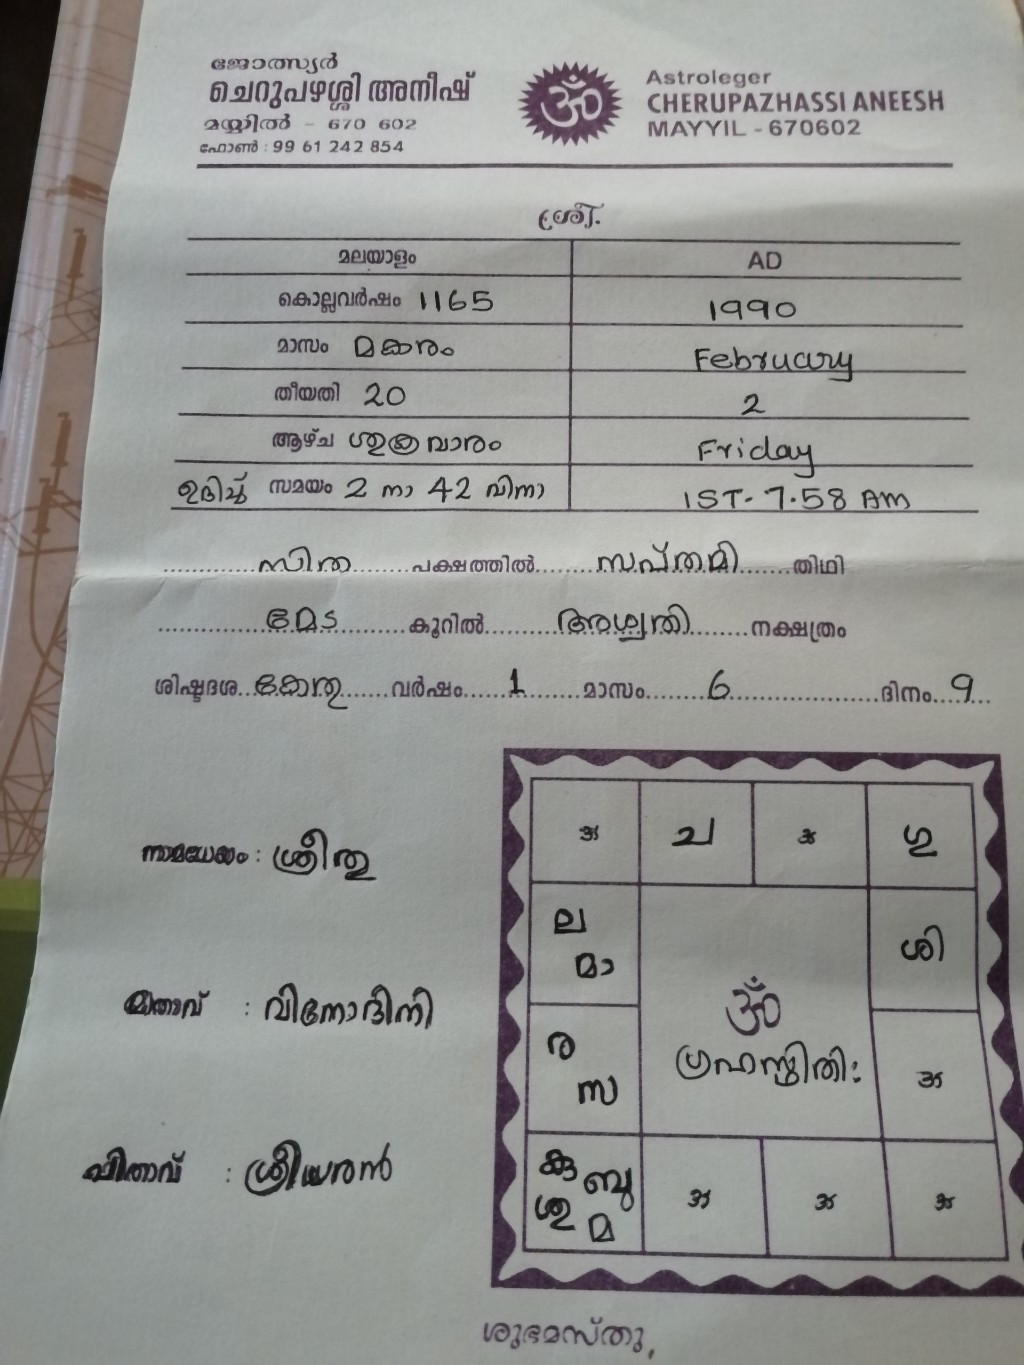 ജോത്സ്യർ
ചെറുപഴശ്ശി അനീഷ്
മയ്യിൽ - 670 602
ഫോൺ : 99 61 242 854
ॐ
Astroleger
CHERUPAZHASSI ANEESH
MAYYIL - 670602
ശ്രീ.
മലയാളം AD
കൊല്ലവർഷം 1165 1990
മാസം മകരം February
തീയതി 20 2
ആഴ്ച ശുക്രവാരം Friday
ഉദിച്ച് സമയം 2 നാ 42 വിനാ IST- 7.58 Am
............സിത........പക്ഷത്തിൽ........സപ്തമി.......തിഥി
...............മേട.........കൂറിൽ..........അശ്വതി........നക്ഷത്രം
ശിഷ്ടദശ..കേതു......വർഷം.....1........മാസം........6.....................ദിനം...9...
നാമധേയം : ശ്രീതു
മാതാവ് : വിനോദിനി
പിതാവ് : ശ്രീധരൻ
ച ഗു
ല
മാ
ശി
ॐ
ഗ്രഹസ്ഥിതി:
ര
സ
കു ബു
ശു മ
ശുഭമസ്തു,